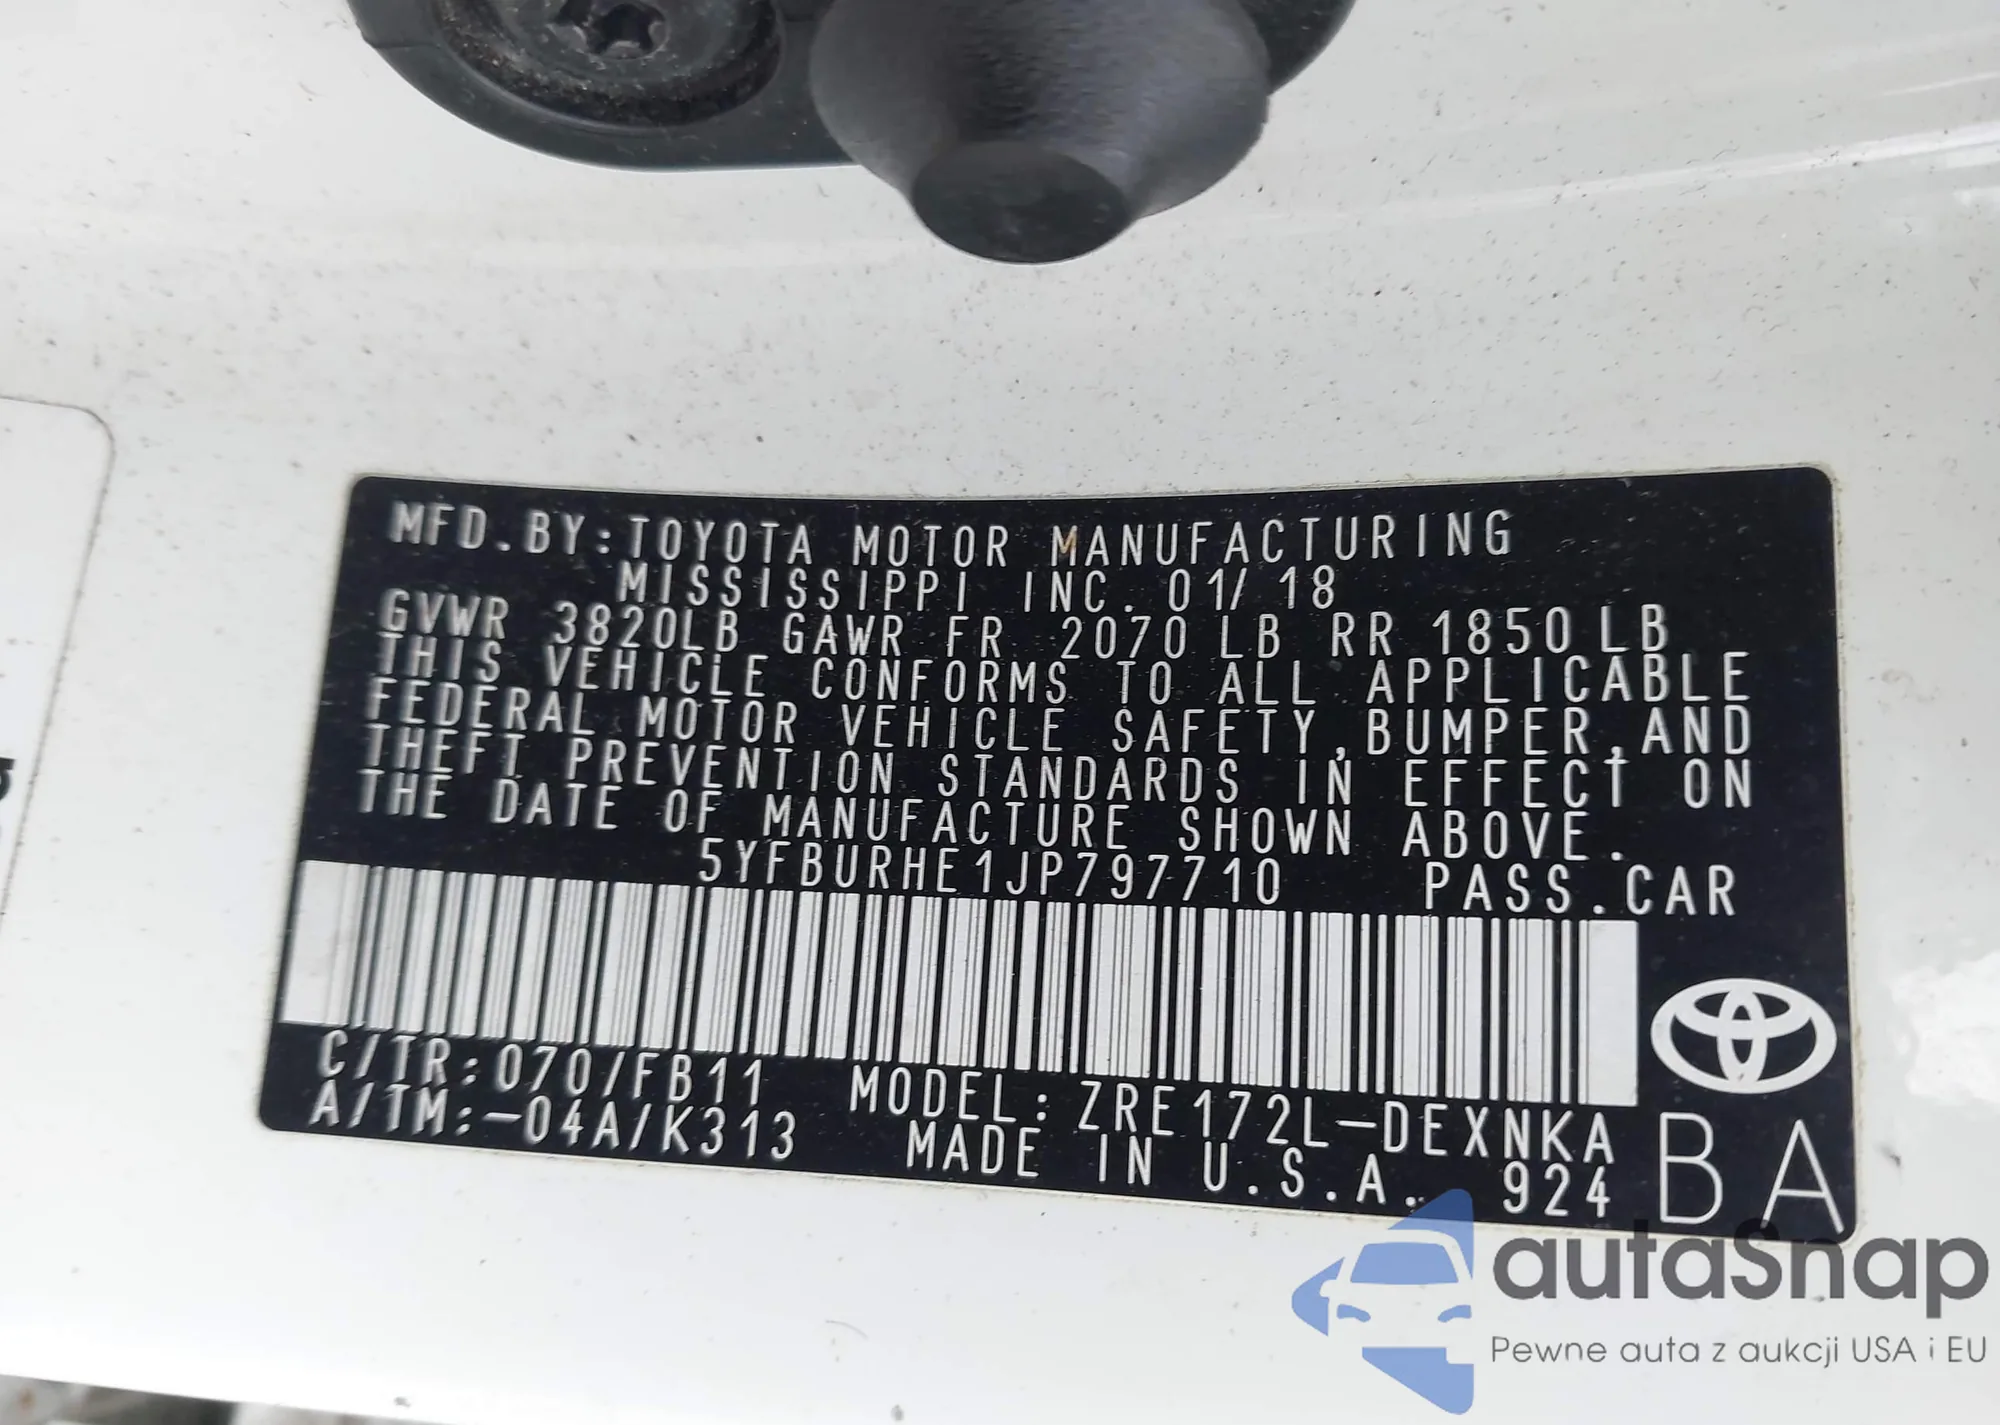 MFD.BY:TOYOTA MOTOR MANUFACTURING
MISSISSIPPI INC. 01/18
GVWR 3820LB GAWR FR 2070LB RR 1850LB
THIS VEHICLE CONFORMS TO ALL APPLICABLE
FEDERAL MOTOR VEHICLE SAFETY,BUMPER,AND
THEFT PREVENTION STANDARDS IN EFFECT ON
THE DATE OF MANUFACTURE SHOWN ABOVE.
5YFBURHE1JP797710 PASS.CAR
C/TR:070/FB11 MODEL:ZRE172L-DEXNKA
A/TM:-04A/K313 MADE IN U.S.A. 924
BA
autoSnap
Pewne auta z aukcji USA i EU